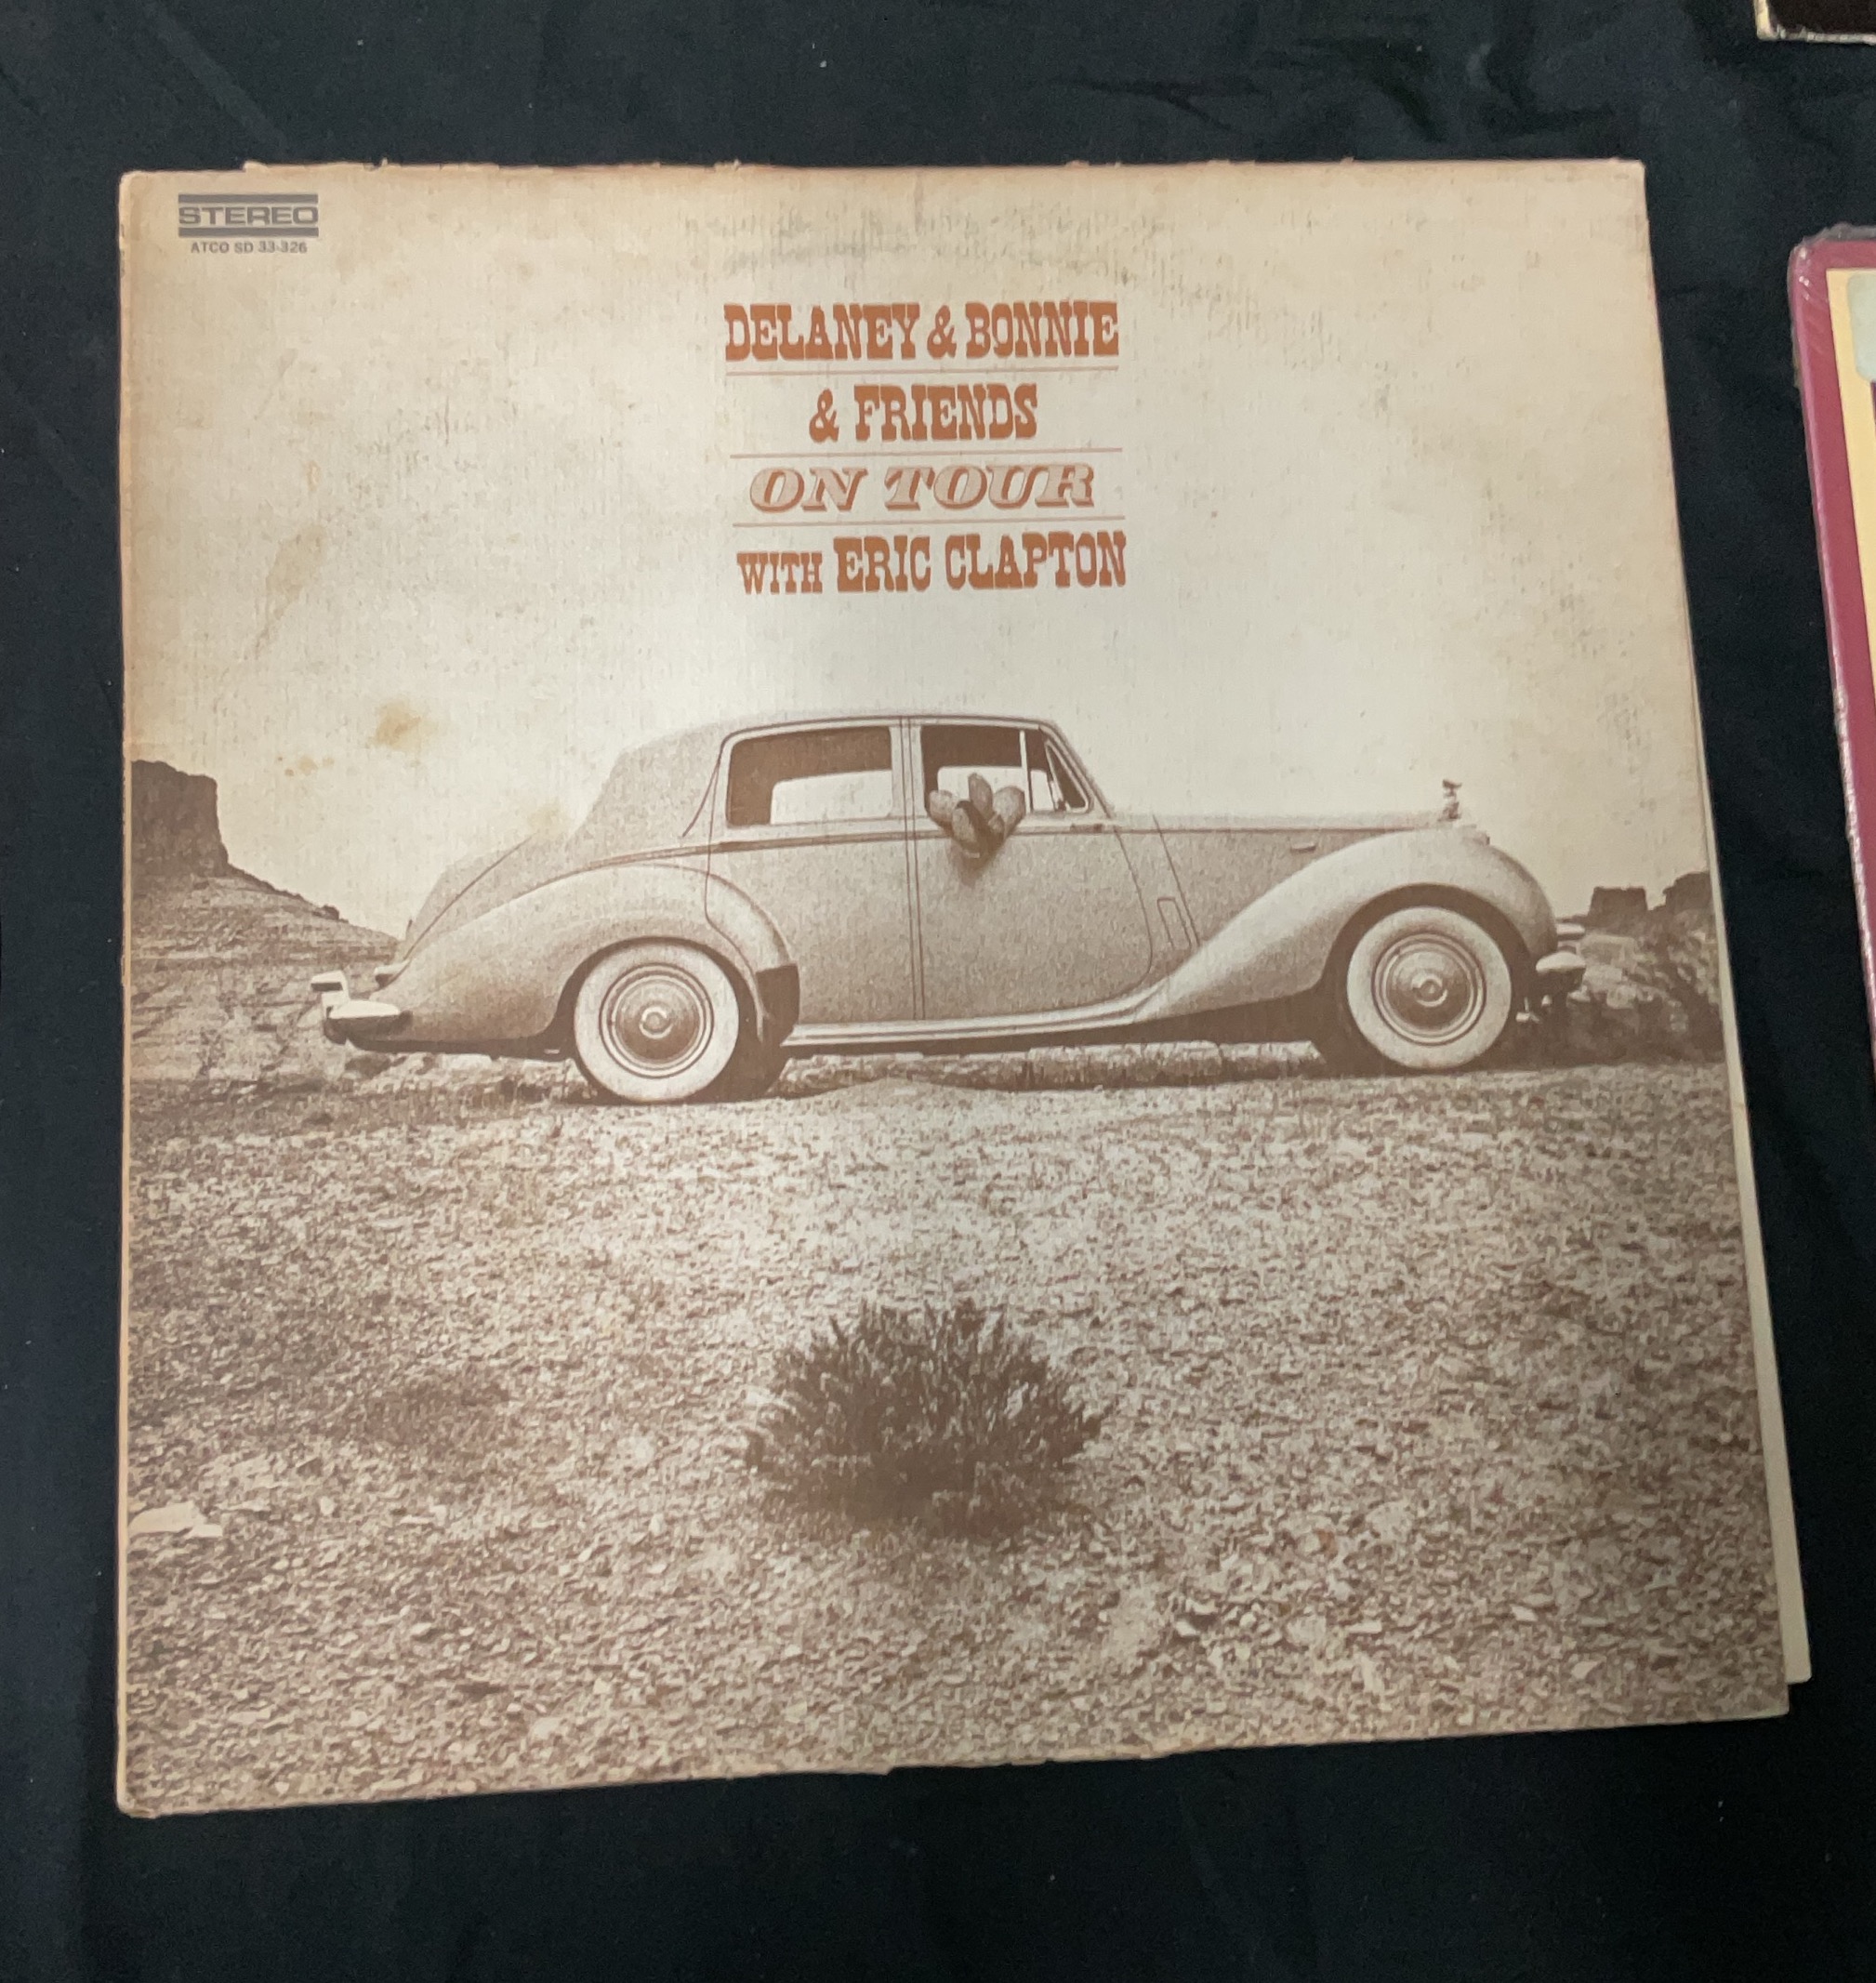 STEREO
ATCO SD 33-326
DELANEY & BONNIE
& FRIENDS
ON TOUR
WITH ERIC CLAPTON